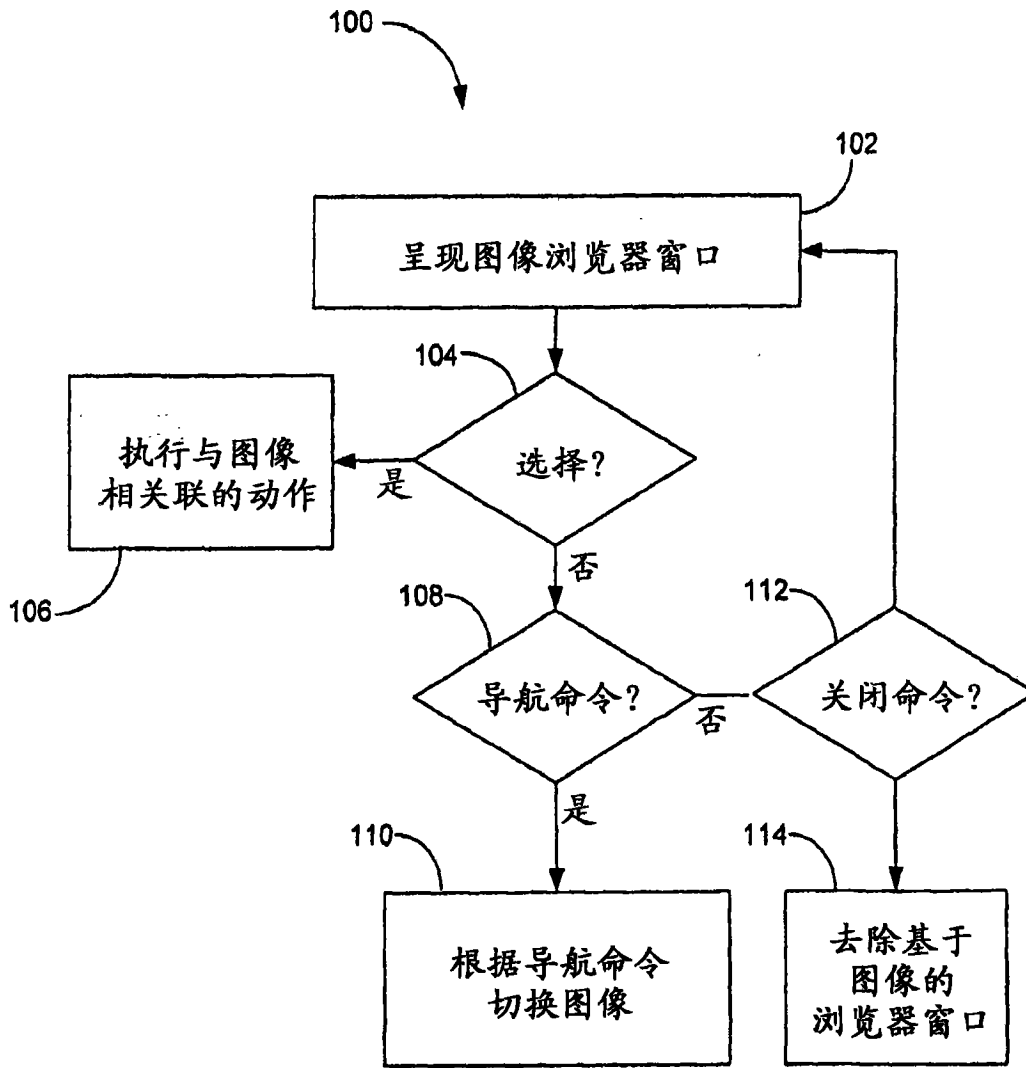 100
102
呈现图像浏览器窗口
104
选择?
执行与图像
相关联的动作
是
106
否
108
导航命令?
否
112
关闭命令?
是
110
根据导航命令
切换图像
114
去除基于
图像的
浏览器窗口